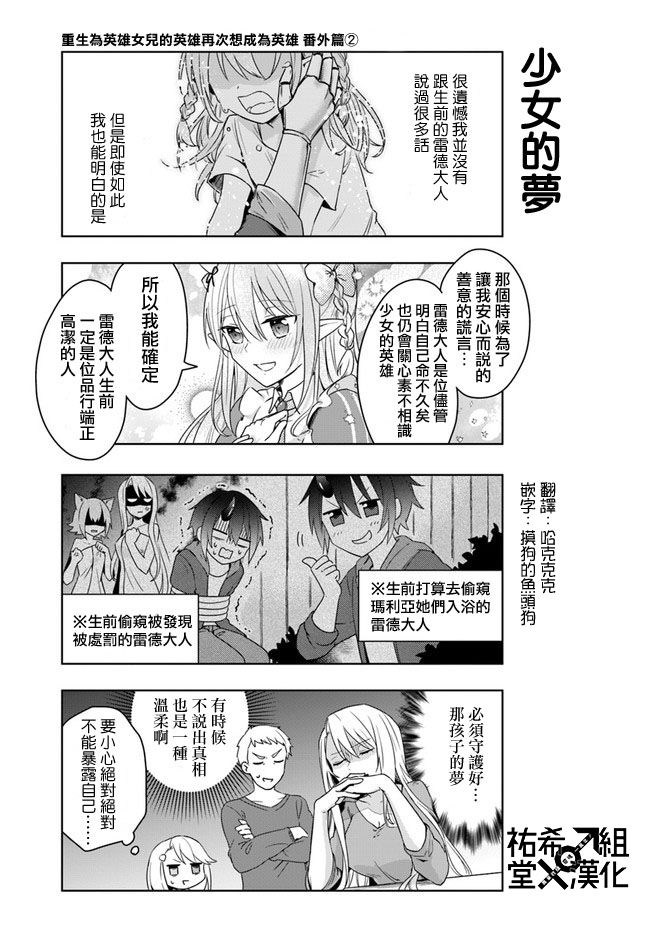 重生為英雄女兒的英雄再次想成為英雄 番外篇②
少女的夢
很遺憾我並沒有
跟生前的雷德大人
說過很多話
但是即使如此
我也能明白的是
那個時候為了
讓我安心而說的
善意的謊言…
雷德大人是位儘管
明白自己命不久矣
也仍會關心素不相識
少女的英雄
所以我能確定
雷德大人生前
一定是位品行端正
高潔的人
※生前打算去偷窺
瑪利亞她們入浴的
雷德大人
※生前偷窺被發現
被處罰的雷德大人
翻譯：哈克克克
嵌字：摸狗的魚頭狗
必須守護好…
那孩子的夢
有時候
不說出真相
也是一種
溫柔啊
要小心絕對絕對
不能暴露自己……
祐希組
堂漢化